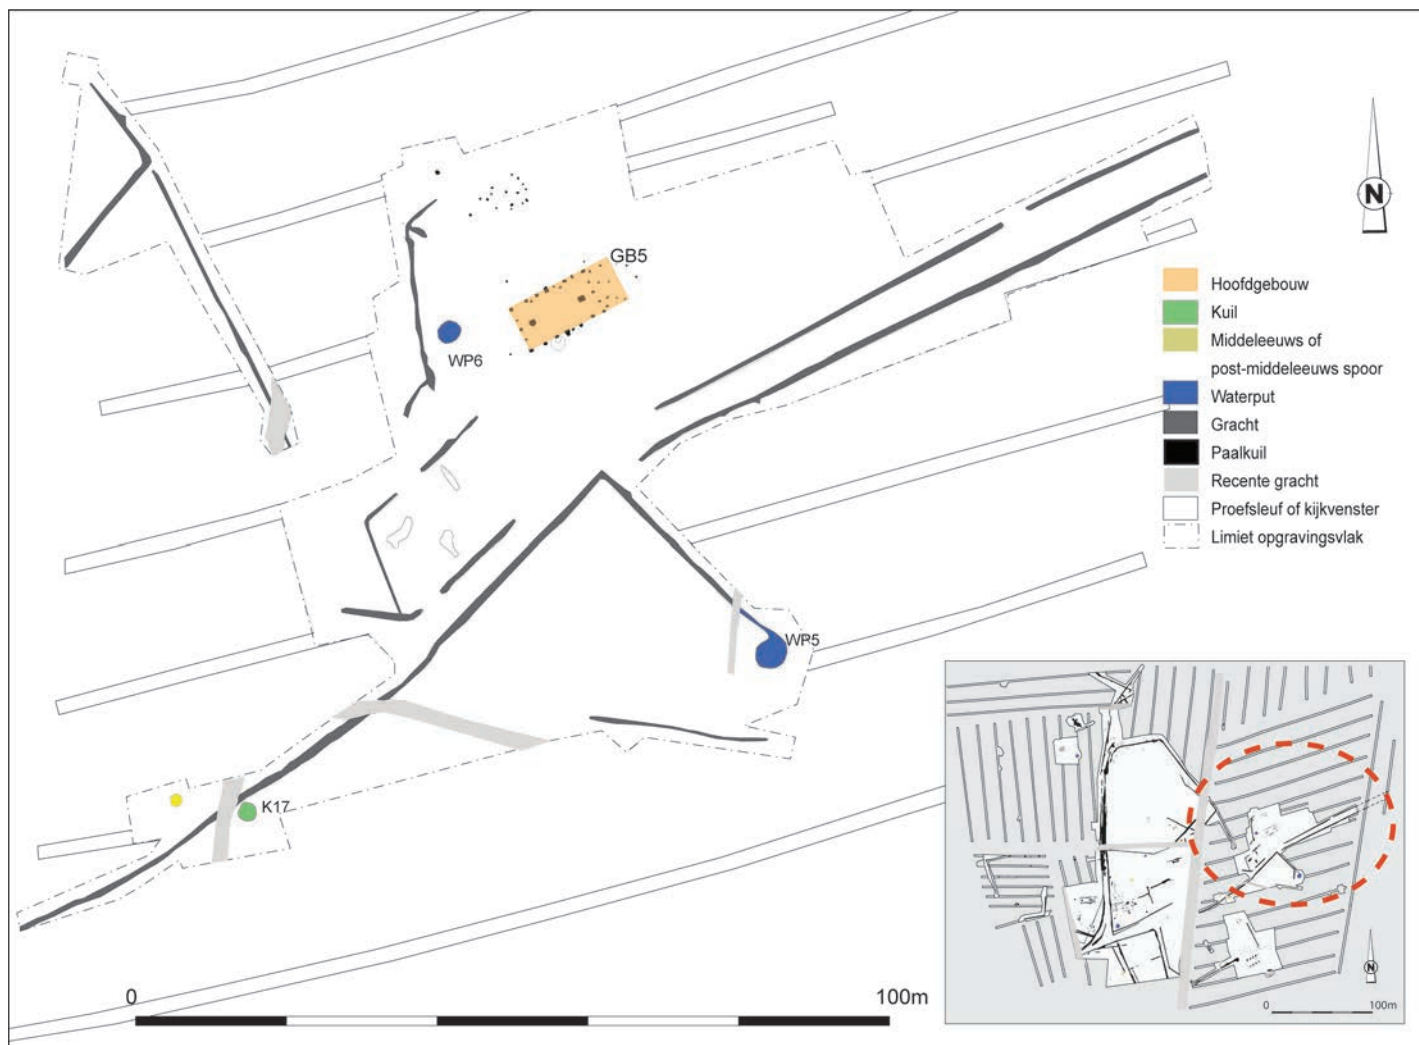 N
GB5
WP6
Hoofdgebouw
Kuil
Middeleeuws of
post-middeleeuws spoor
Waterput
Gracht
Paalkuil
Recente gracht
Proefsleuf of kijkvenster
Limiet opgravingsvlak
WP5
K17
0 100m
N
0 100m